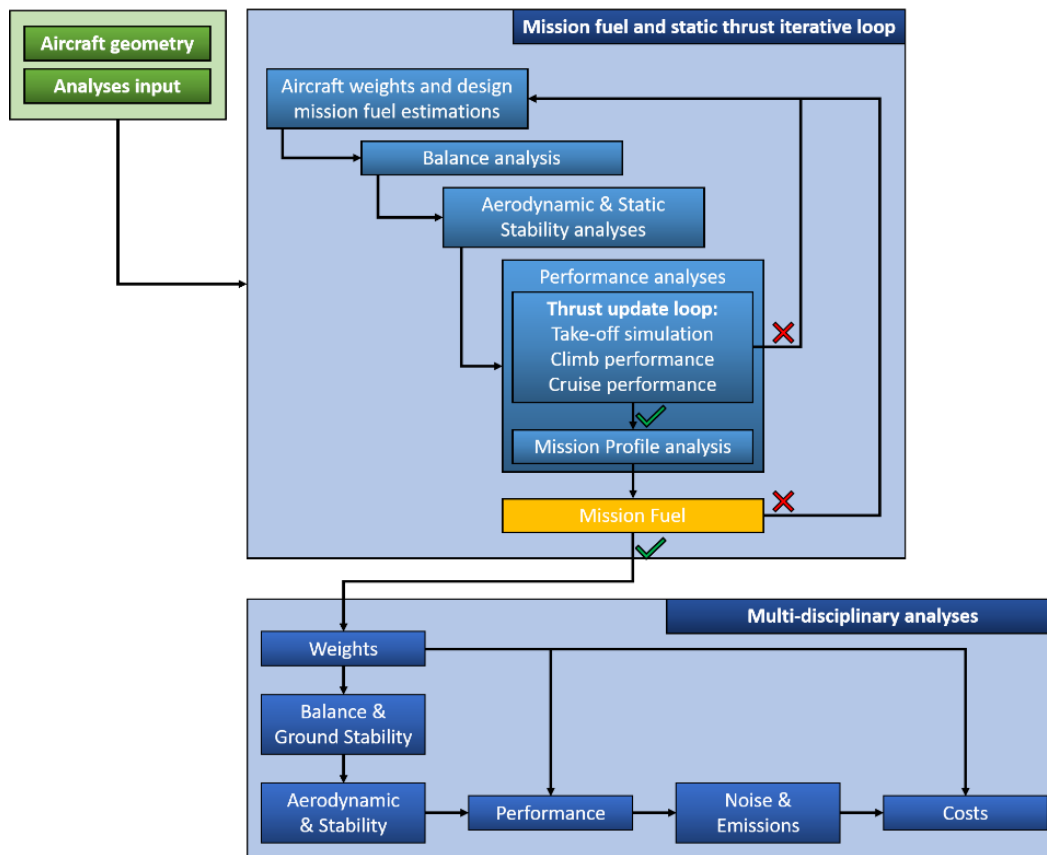 Aircraft geometry
Analyses input
Mission fuel and static thrust iterative loop
Aircraft weights and design
mission fuel estimations
Balance analysis
Aerodynamic & Static
Stability analyses
Performance analyses
Thrust update loop:
Take-off simulation
Climb performance
Cruise performance
Mission Profile analysis
Mission Fuel
Multi-disciplinary analyses
Weights
Balance &
Ground Stability
Aerodynamic
& Stability
Performance
Noise &
Emissions
Costs